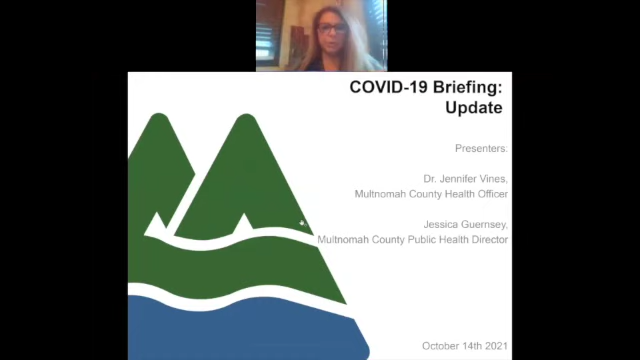 COVID-19 Briefing:
Update
Presenters:
Dr. Jennifer Vines,
Multnomah County Health Officer
Jessica Guernsey,
Multnomah County Public Health Director
October 14th 2021